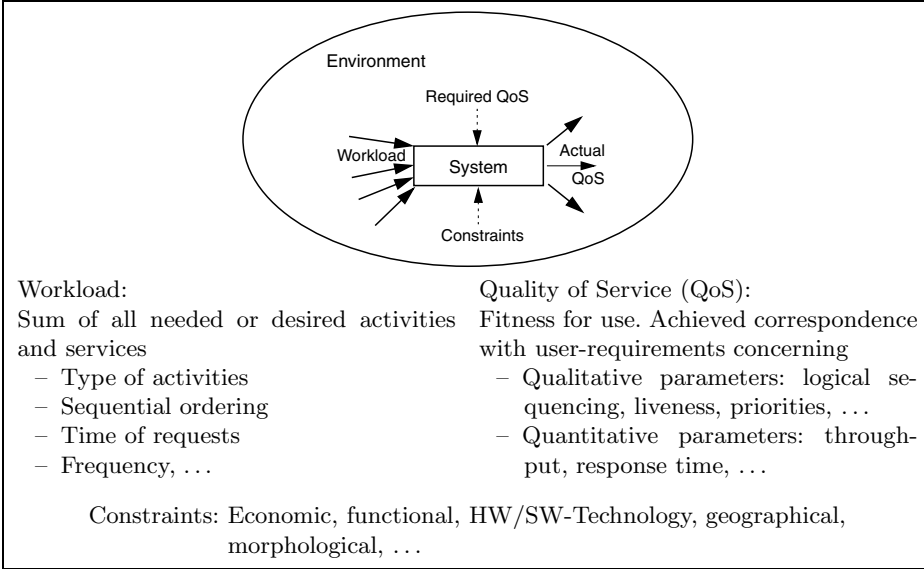 Environment
Required QoS
Workload
System
Actual
QoS
Constraints
Workload:
Sum of all needed or desired activities
and services
– Type of activities
– Sequential ordering
– Time of requests
– Frequency, . . .
Quality of Service (QoS):
Fitness for use. Achieved correspondence
with user-requirements concerning
– Qualitative parameters: logical se-
quencing, liveness, priorities, . . .
– Quantitative parameters: through-
put, response time, . . .
Constraints: Economic, functional, HW/SW-Technology, geographical,
morphological, . . .